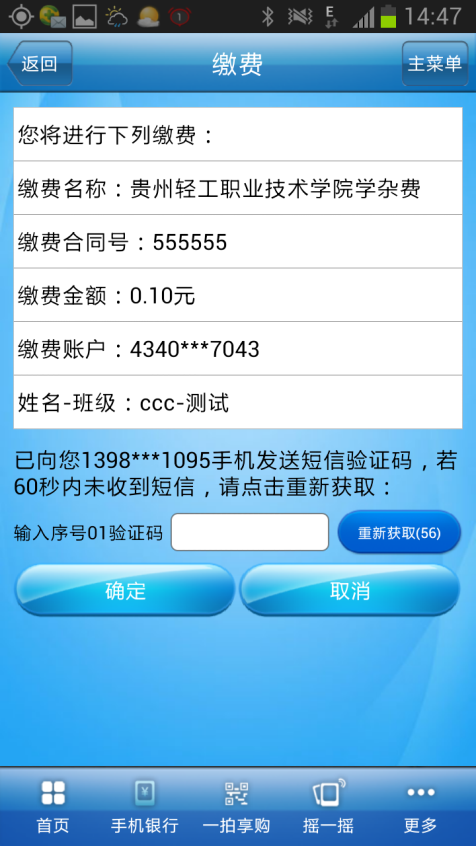 14:47
返回
缴费
主菜单
您将进行下列缴费：
缴费名称：贵州轻工职业技术学院学杂费
缴费合同号：555555
缴费金额：0.10元
缴费账户：4340***7043
姓名-班级：ccc-测试
已向您1398***1095手机发送短信验证码，若
60秒内未收到短信，请点击重新获取：
输入序号01验证码
重新获取(56)
确定
取消
首页
手机银行
一拍享购
摇一摇
更多